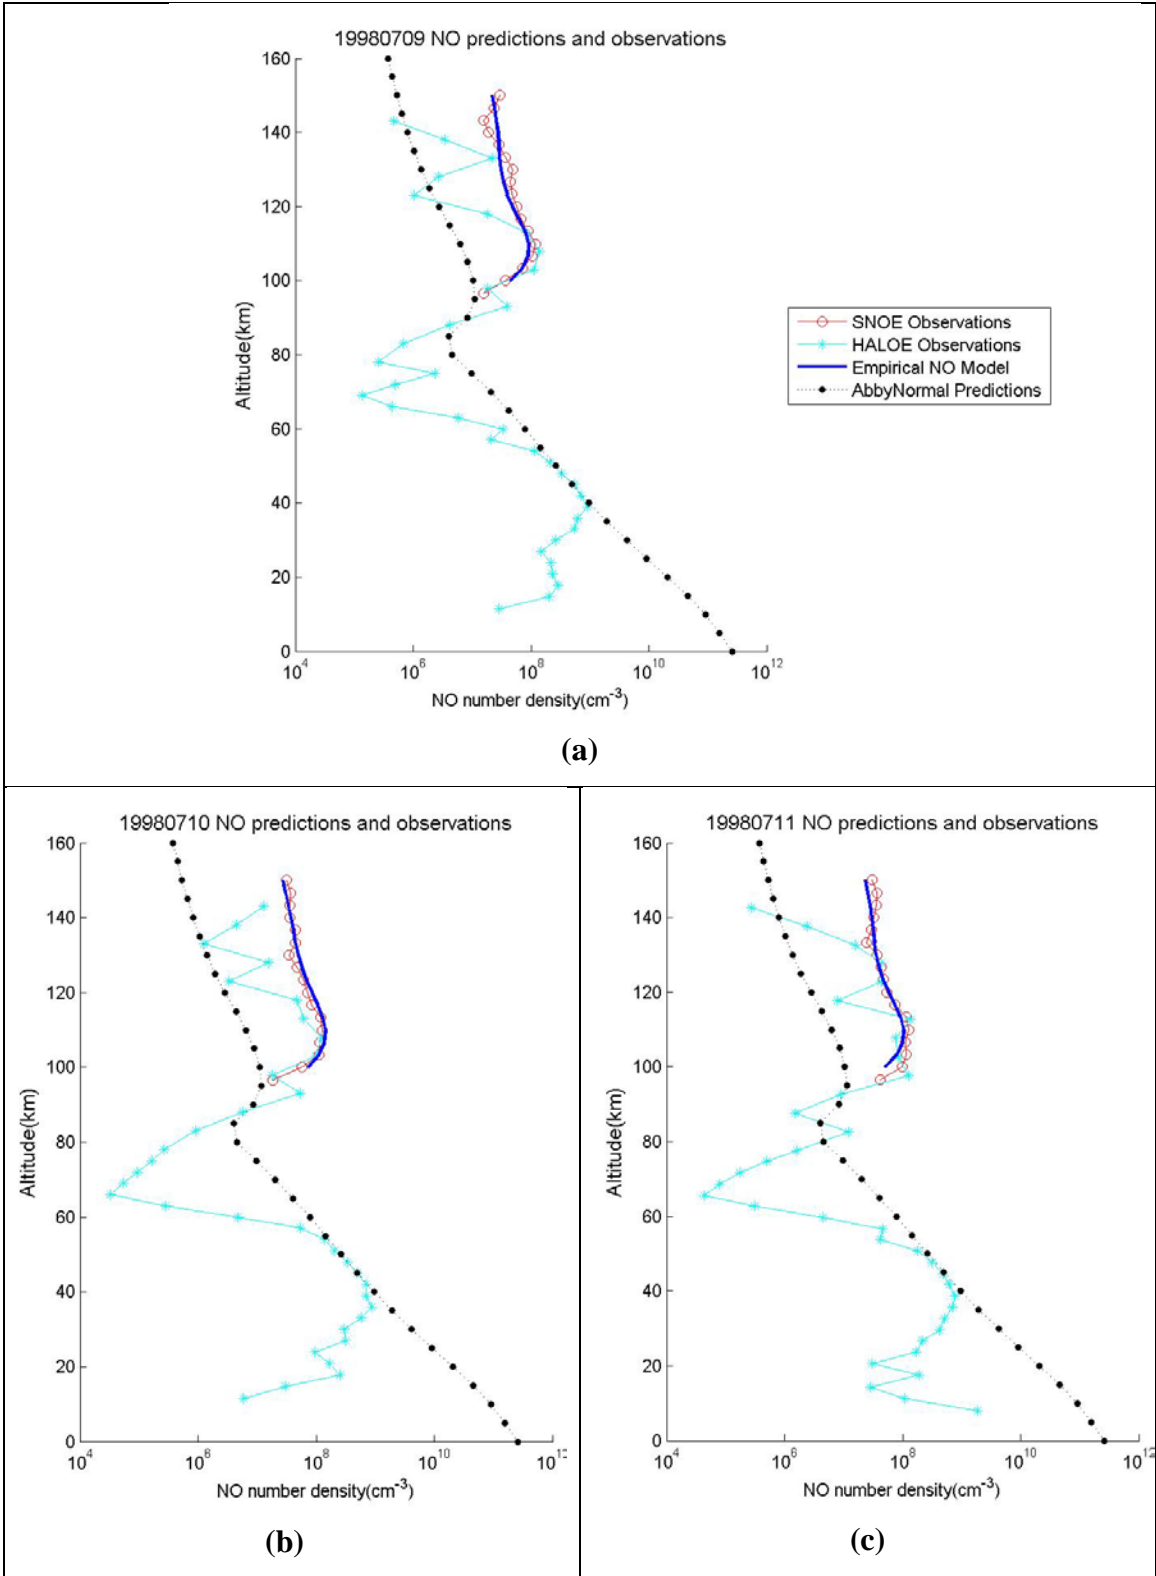 19980709 NO predictions and observations
160
140
120
100
80
60
40
20
0
Altitude(km)
10^4 10^6 10^8 10^10 10^12
NO number density(cm^-3)
SNOE Observations
HALOE Observations
Empirical NO Model
AbbyNormal Predictions
(a)
19980710 NO predictions and observations
160
140
120
100
80
60
40
20
0
Altitude(km)
10^4 10^6 10^8 10^10
NO number density(cm^-3)
(b)
19980711 NO predictions and observations
160
140
120
100
80
60
40
20
0
Altitude(km)
10^4 10^6 10^8 10^10 10^12
NO number density(cm^-3)
(c)